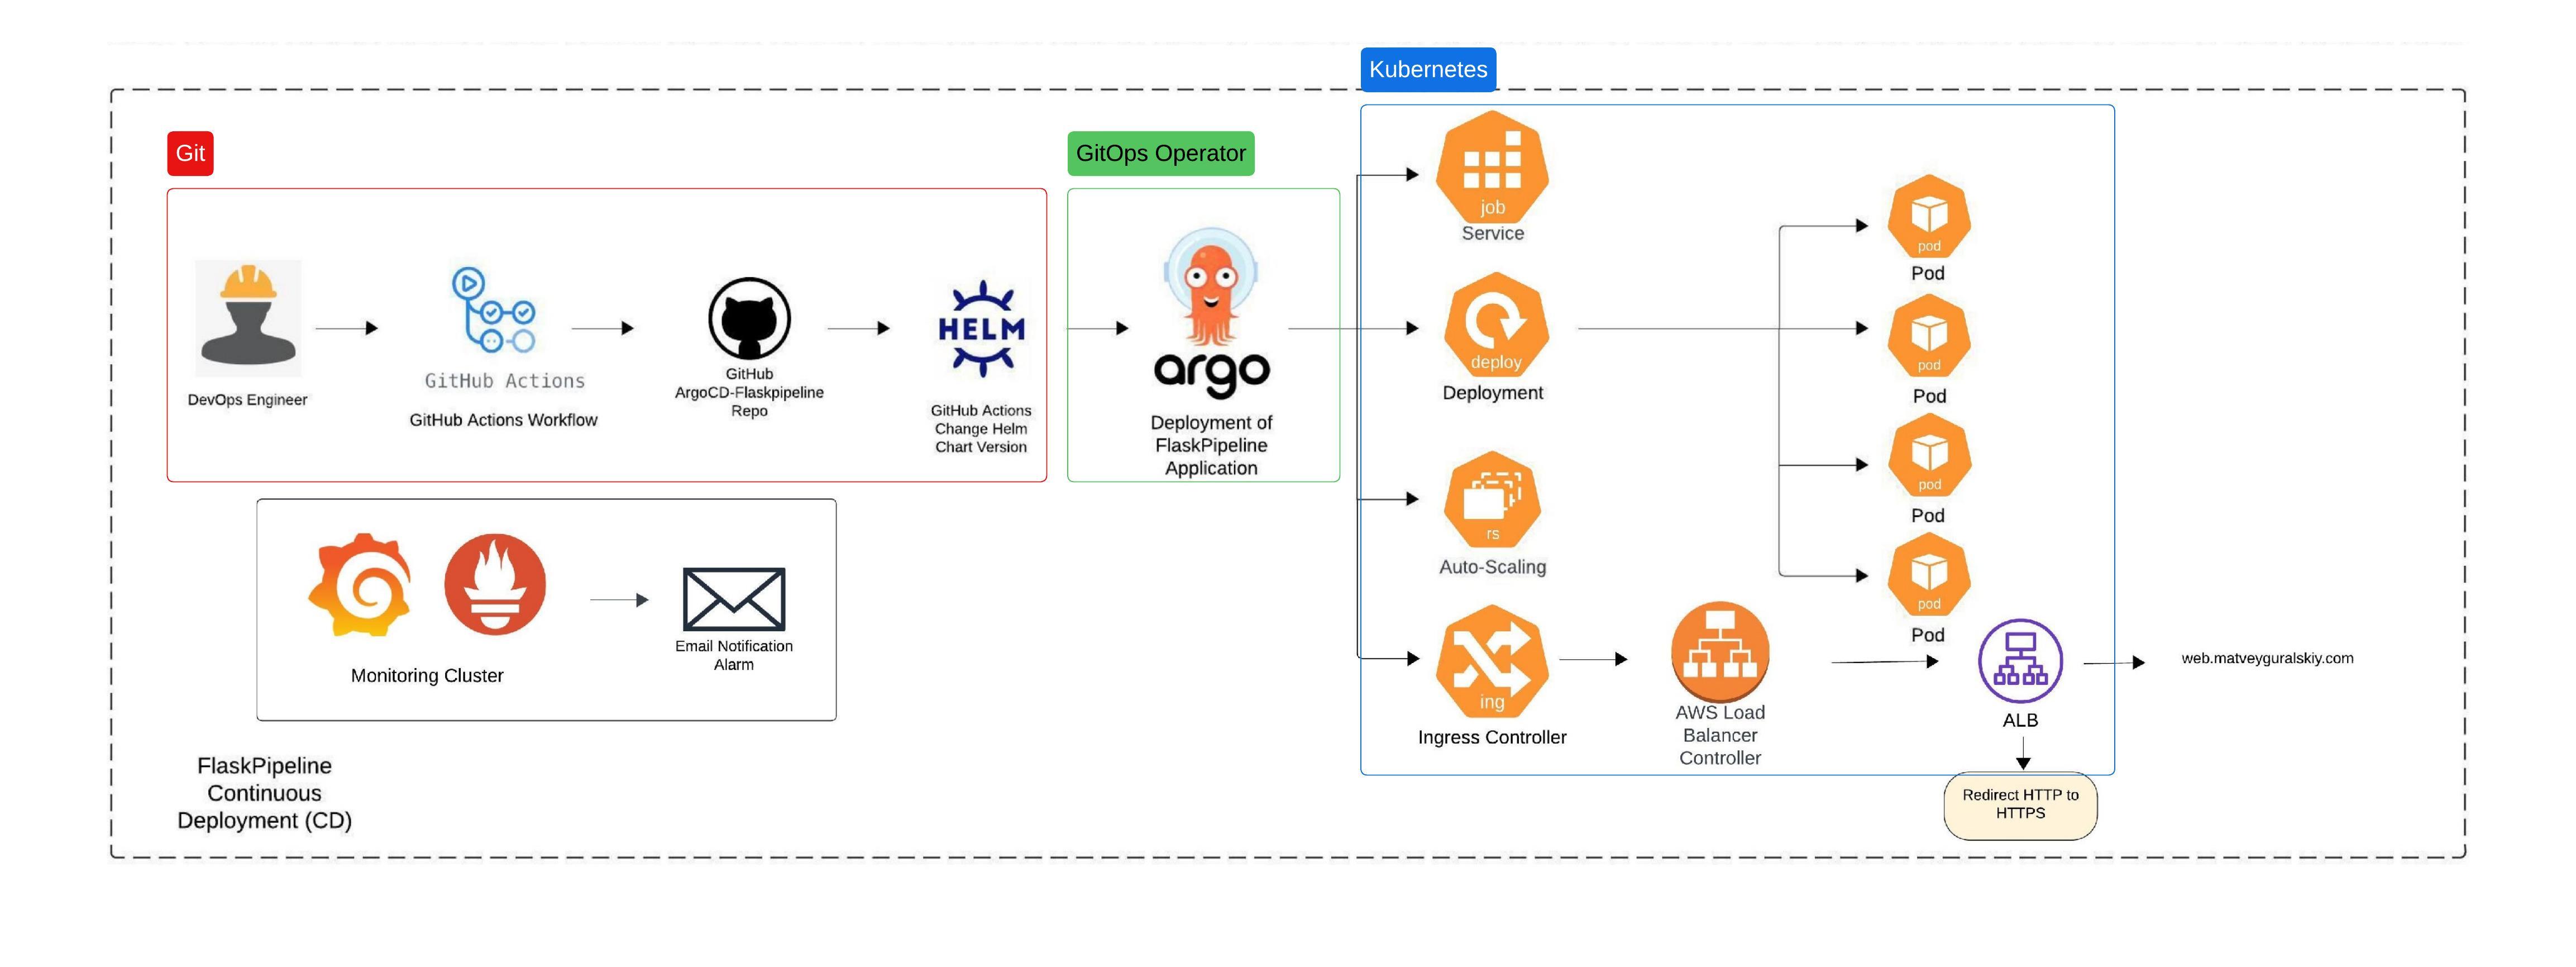 Kubernetes
Git
GitOps Operator
job
Service
pod
Pod
HELM
argo
deploy
Deployment
pod
Pod
GitHub Actions
DevOps Engineer
GitHub Actions Workflow
GitHub
ArgoCD-Flaskpipeline
Repo
GitHub Actions
Change Helm
Chart Version
Deployment of
FlaskPipeline
Application
pod
Pod
rs
Auto-Scaling
pod
Pod
Monitoring Cluster
Email Notification
Alarm
ing
Ingress Controller
AWS Load
Balancer
Controller
ALB
web.matveyguralskiy.com
Redirect HTTP to
HTTPS
FlaskPipeline
Continuous
Deployment (CD)